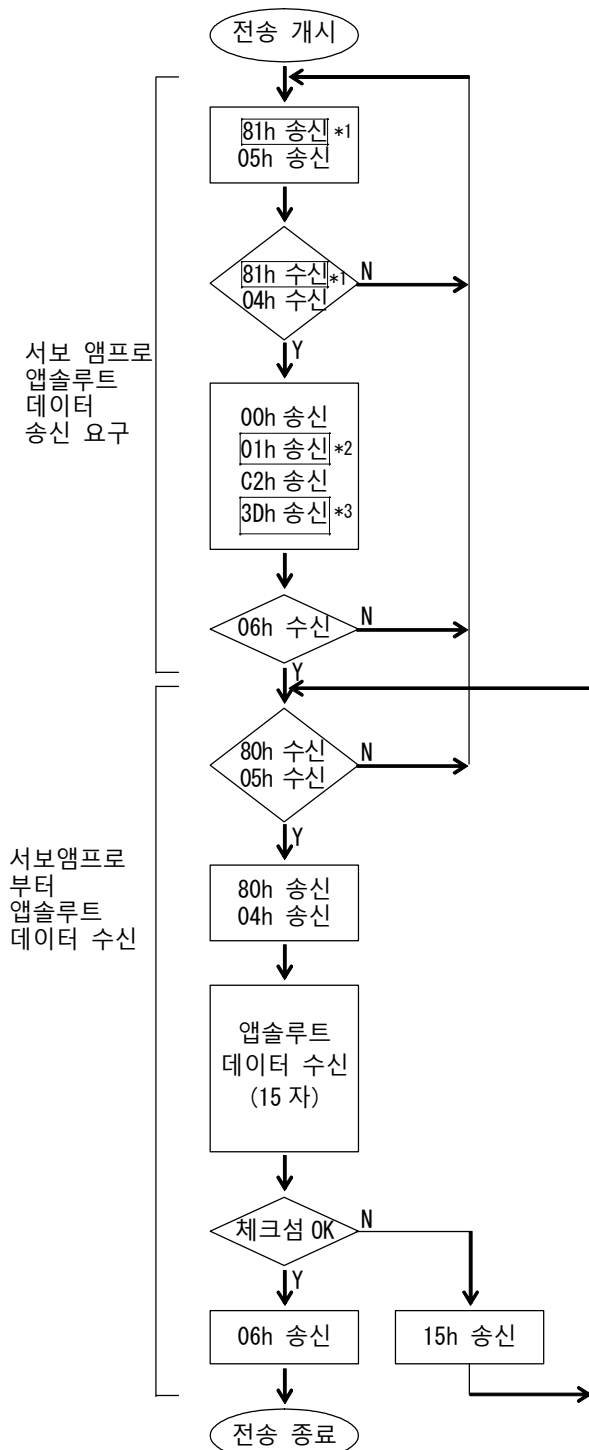 전송 개시
81h 송신 *1
05h 송신
81h 수신 *1
04h 수신
N
Y
서보 앰프로
앱솔루트
데이터
송신 요구
00h 송신
01h 송신 *2
C2h 송신
3Dh 송신 *3
06h 수신
N
Y
80h 수신
05h 수신
N
Y
서보앰프로
부터
앱솔루트
데이터 수신
80h 송신
04h 송신
앱솔루트
데이터 수신
(15 자)
체크섬 OK
N
Y
06h 송신
15h 송신
전송 종료